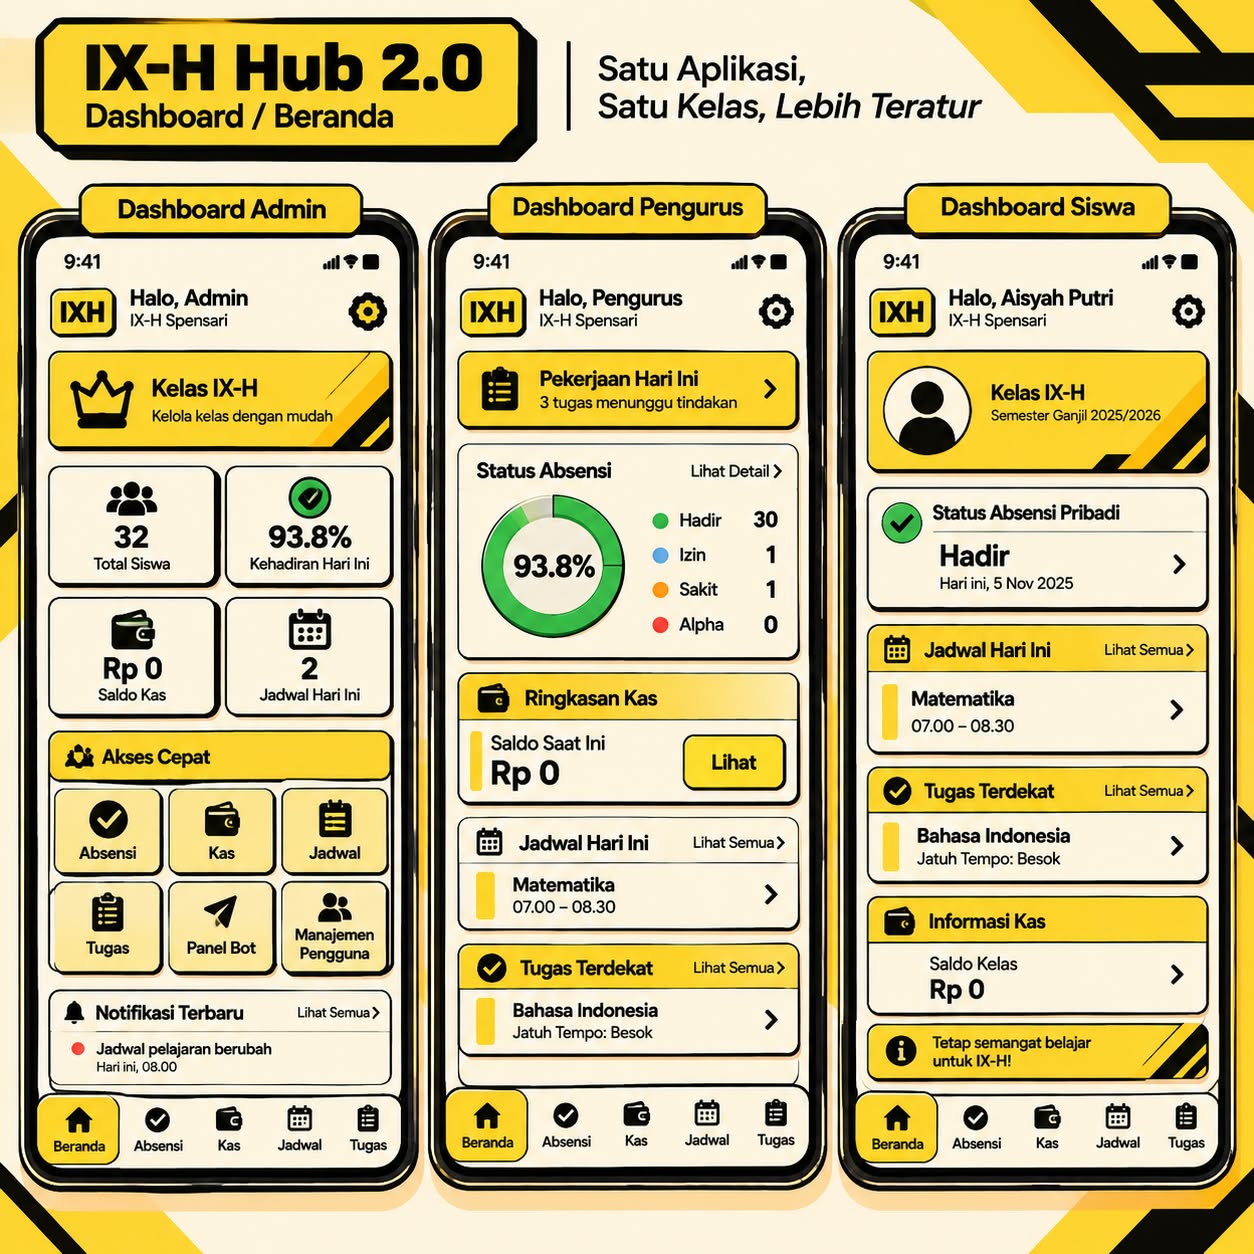 IX-H Hub 2.0
Dashboard / Beranda
Satu Aplikasi,
Satu Kelas, Lebih Teratur
Dashboard Admin
9:41
IXH
Halo, Admin
IX-H Spensari
Kelas IX-H
Kelola kelas dengan mudah
32
Total Siswa
93.8%
Kehadiran Hari Ini
Rp 0
Saldo Kas
2
Jadwal Hari Ini
Akses Cepat
Absensi
Kas
Jadwal
Tugas
Panel Bot
Manajemen
Pengguna
Notifikasi Terbaru
Lihat Semua
Jadwal pelajaran berubah
Hari ini, 08.00
Beranda
Absensi
Kas
Jadwal
Tugas
Dashboard Pengurus
9:41
IXH
Halo, Pengurus
IX-H Spensari
Pekerjaan Hari Ini
3 tugas menunggu tindakan
Status Absensi
Lihat Detail
93.8%
Hadir 30
Izin 1
Sakit 1
Alpha 0
Ringkasan Kas
Saldo Saat Ini
Rp 0
Lihat
Jadwal Hari Ini
Lihat Semua
Matematika
07.00 – 08.30
Tugas Terdekat
Lihat Semua
Bahasa Indonesia
Jatuh Tempo: Besok
Beranda
Absensi
Kas
Jadwal
Tugas
Dashboard Siswa
9:41
IXH
Halo, Aisyah Putri
IX-H Spensari
Kelas IX-H
Semester Ganjil 2025/2026
Status Absensi Pribadi
Hadir
Hari ini, 5 Nov 2025
Jadwal Hari Ini
Lihat Semua
Matematika
07.00 – 08.30
Tugas Terdekat
Lihat Semua
Bahasa Indonesia
Jatuh Tempo: Besok
Informasi Kas
Saldo Kelas
Rp 0
Tetap semangat belajar
untuk IX-H!
Beranda
Absensi
Kas
Jadwal
Tugas